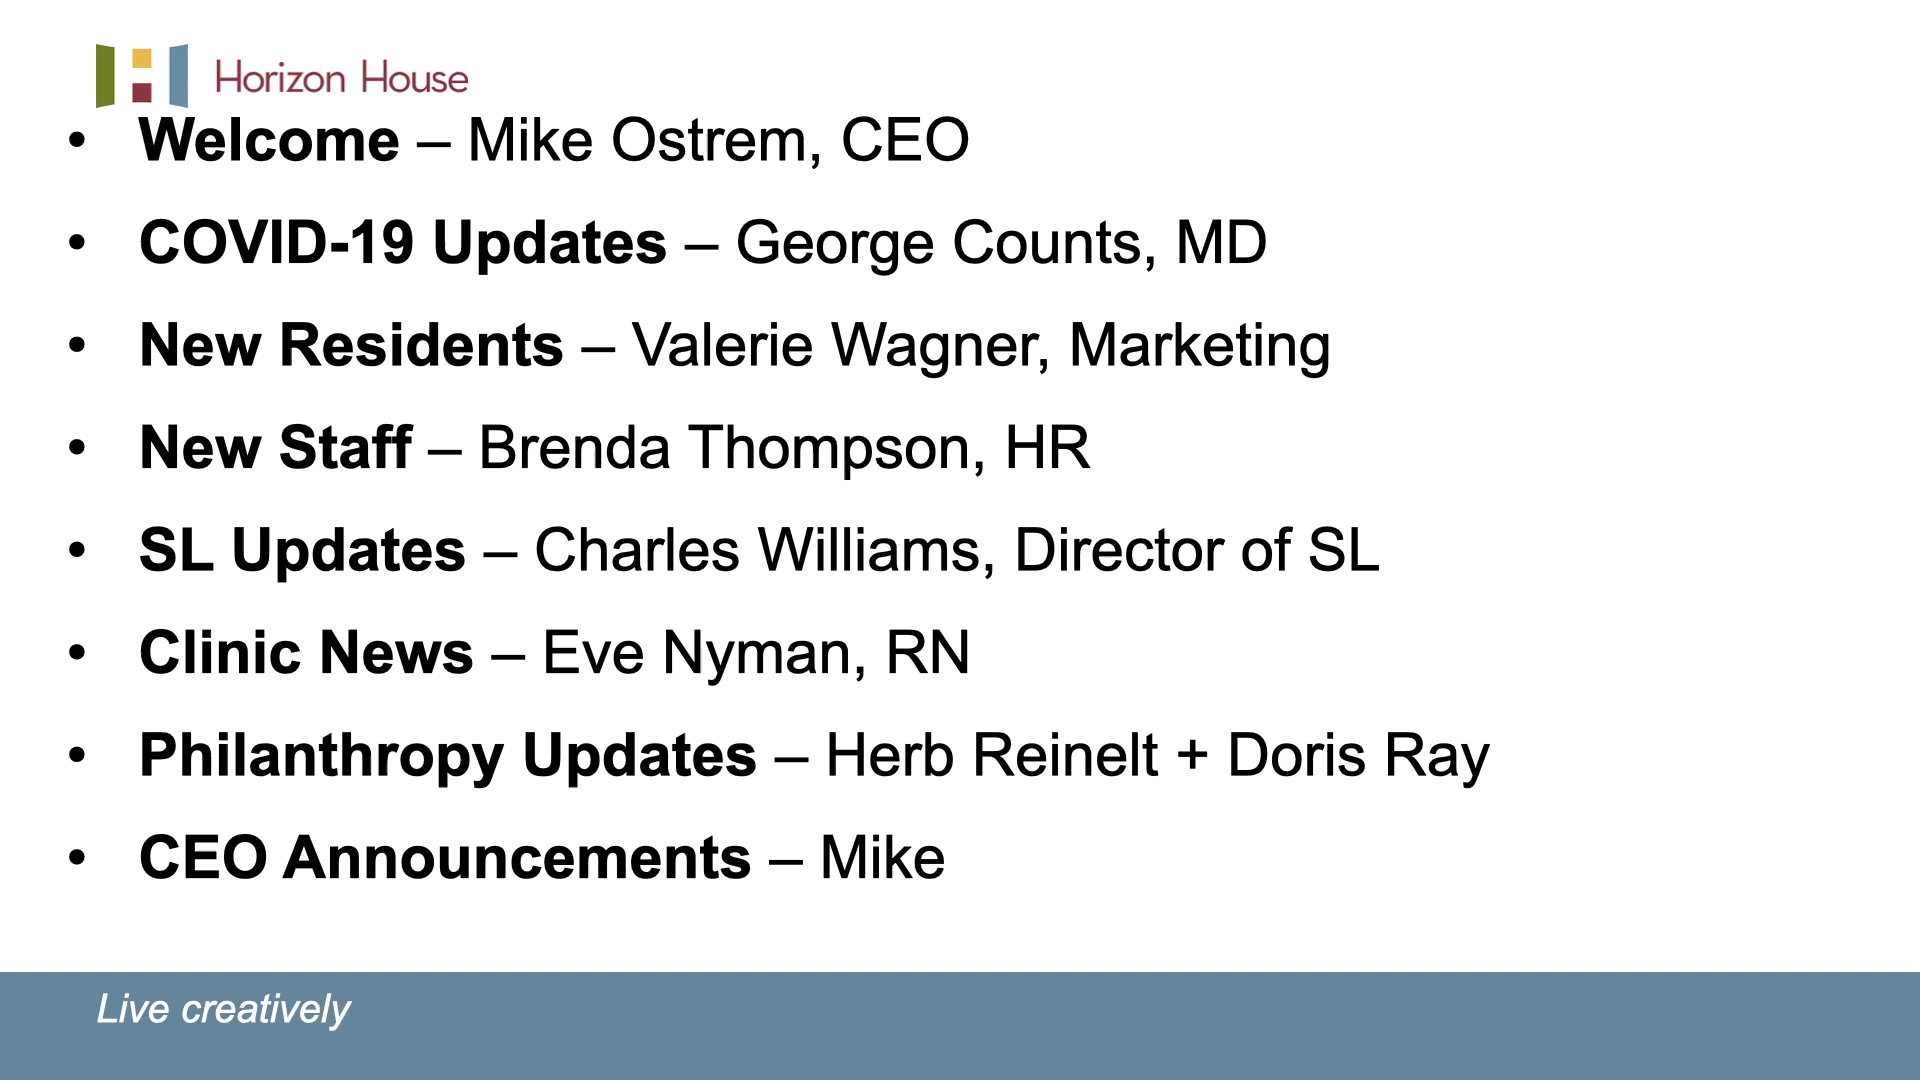 Horizon House
• Welcome – Mike Ostrem, CEO
• COVID-19 Updates – George Counts, MD
• New Residents – Valerie Wagner, Marketing
• New Staff – Brenda Thompson, HR
• SL Updates – Charles Williams, Director of SL
• Clinic News – Eve Nyman, RN
• Philanthropy Updates – Herb Reinelt + Doris Ray
• CEO Announcements – Mike
Live creatively